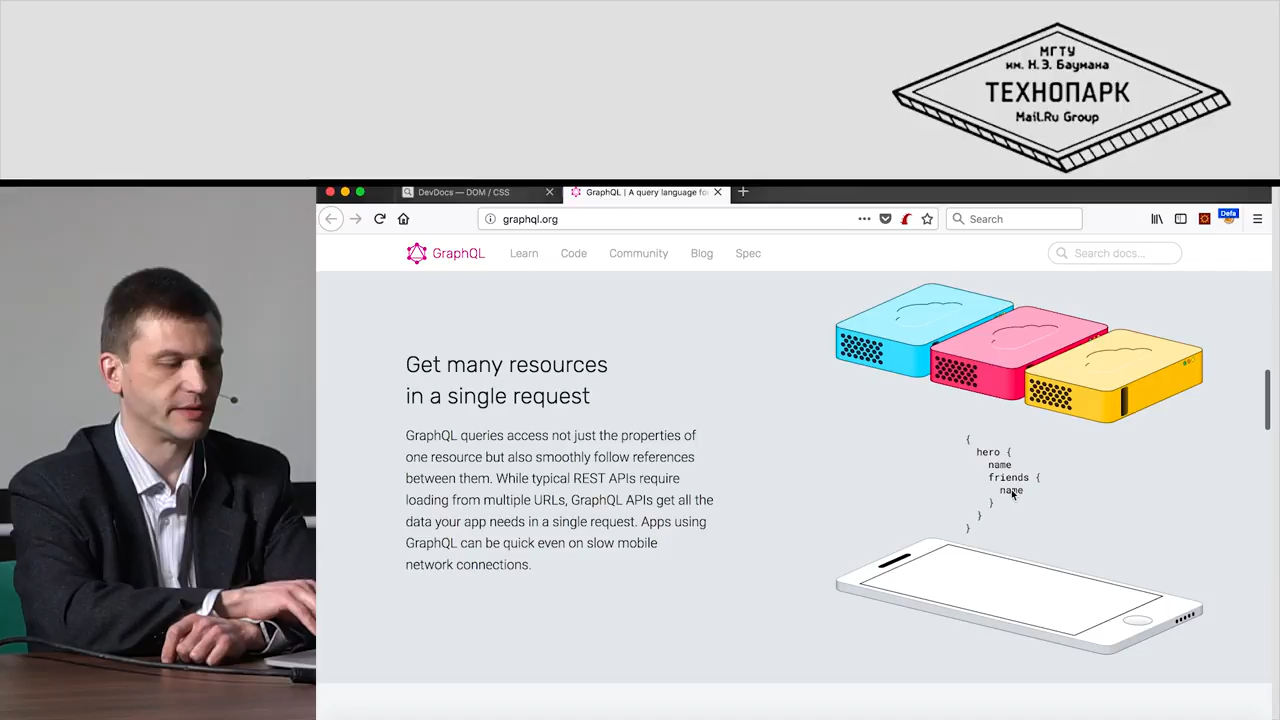 МГТУ
им. Н.Э. Баумана
ТЕХНОПАРК
Mail.Ru Group
DevDocs — DOM / CSS
GraphQL | A query language fo
graphql.org
Search
Defa
GraphQL
Learn
Code
Community
Blog
Spec
Search docs...
Get many resources
in a single request
GraphQL queries access not just the properties of
one resource but also smoothly follow references
between them. While typical REST APIs require
loading from multiple URLs, GraphQL APIs get all the
data your app needs in a single request. Apps using
GraphQL can be quick even on slow mobile
network connections.
{
hero {
name
friends {
name
}
}
}